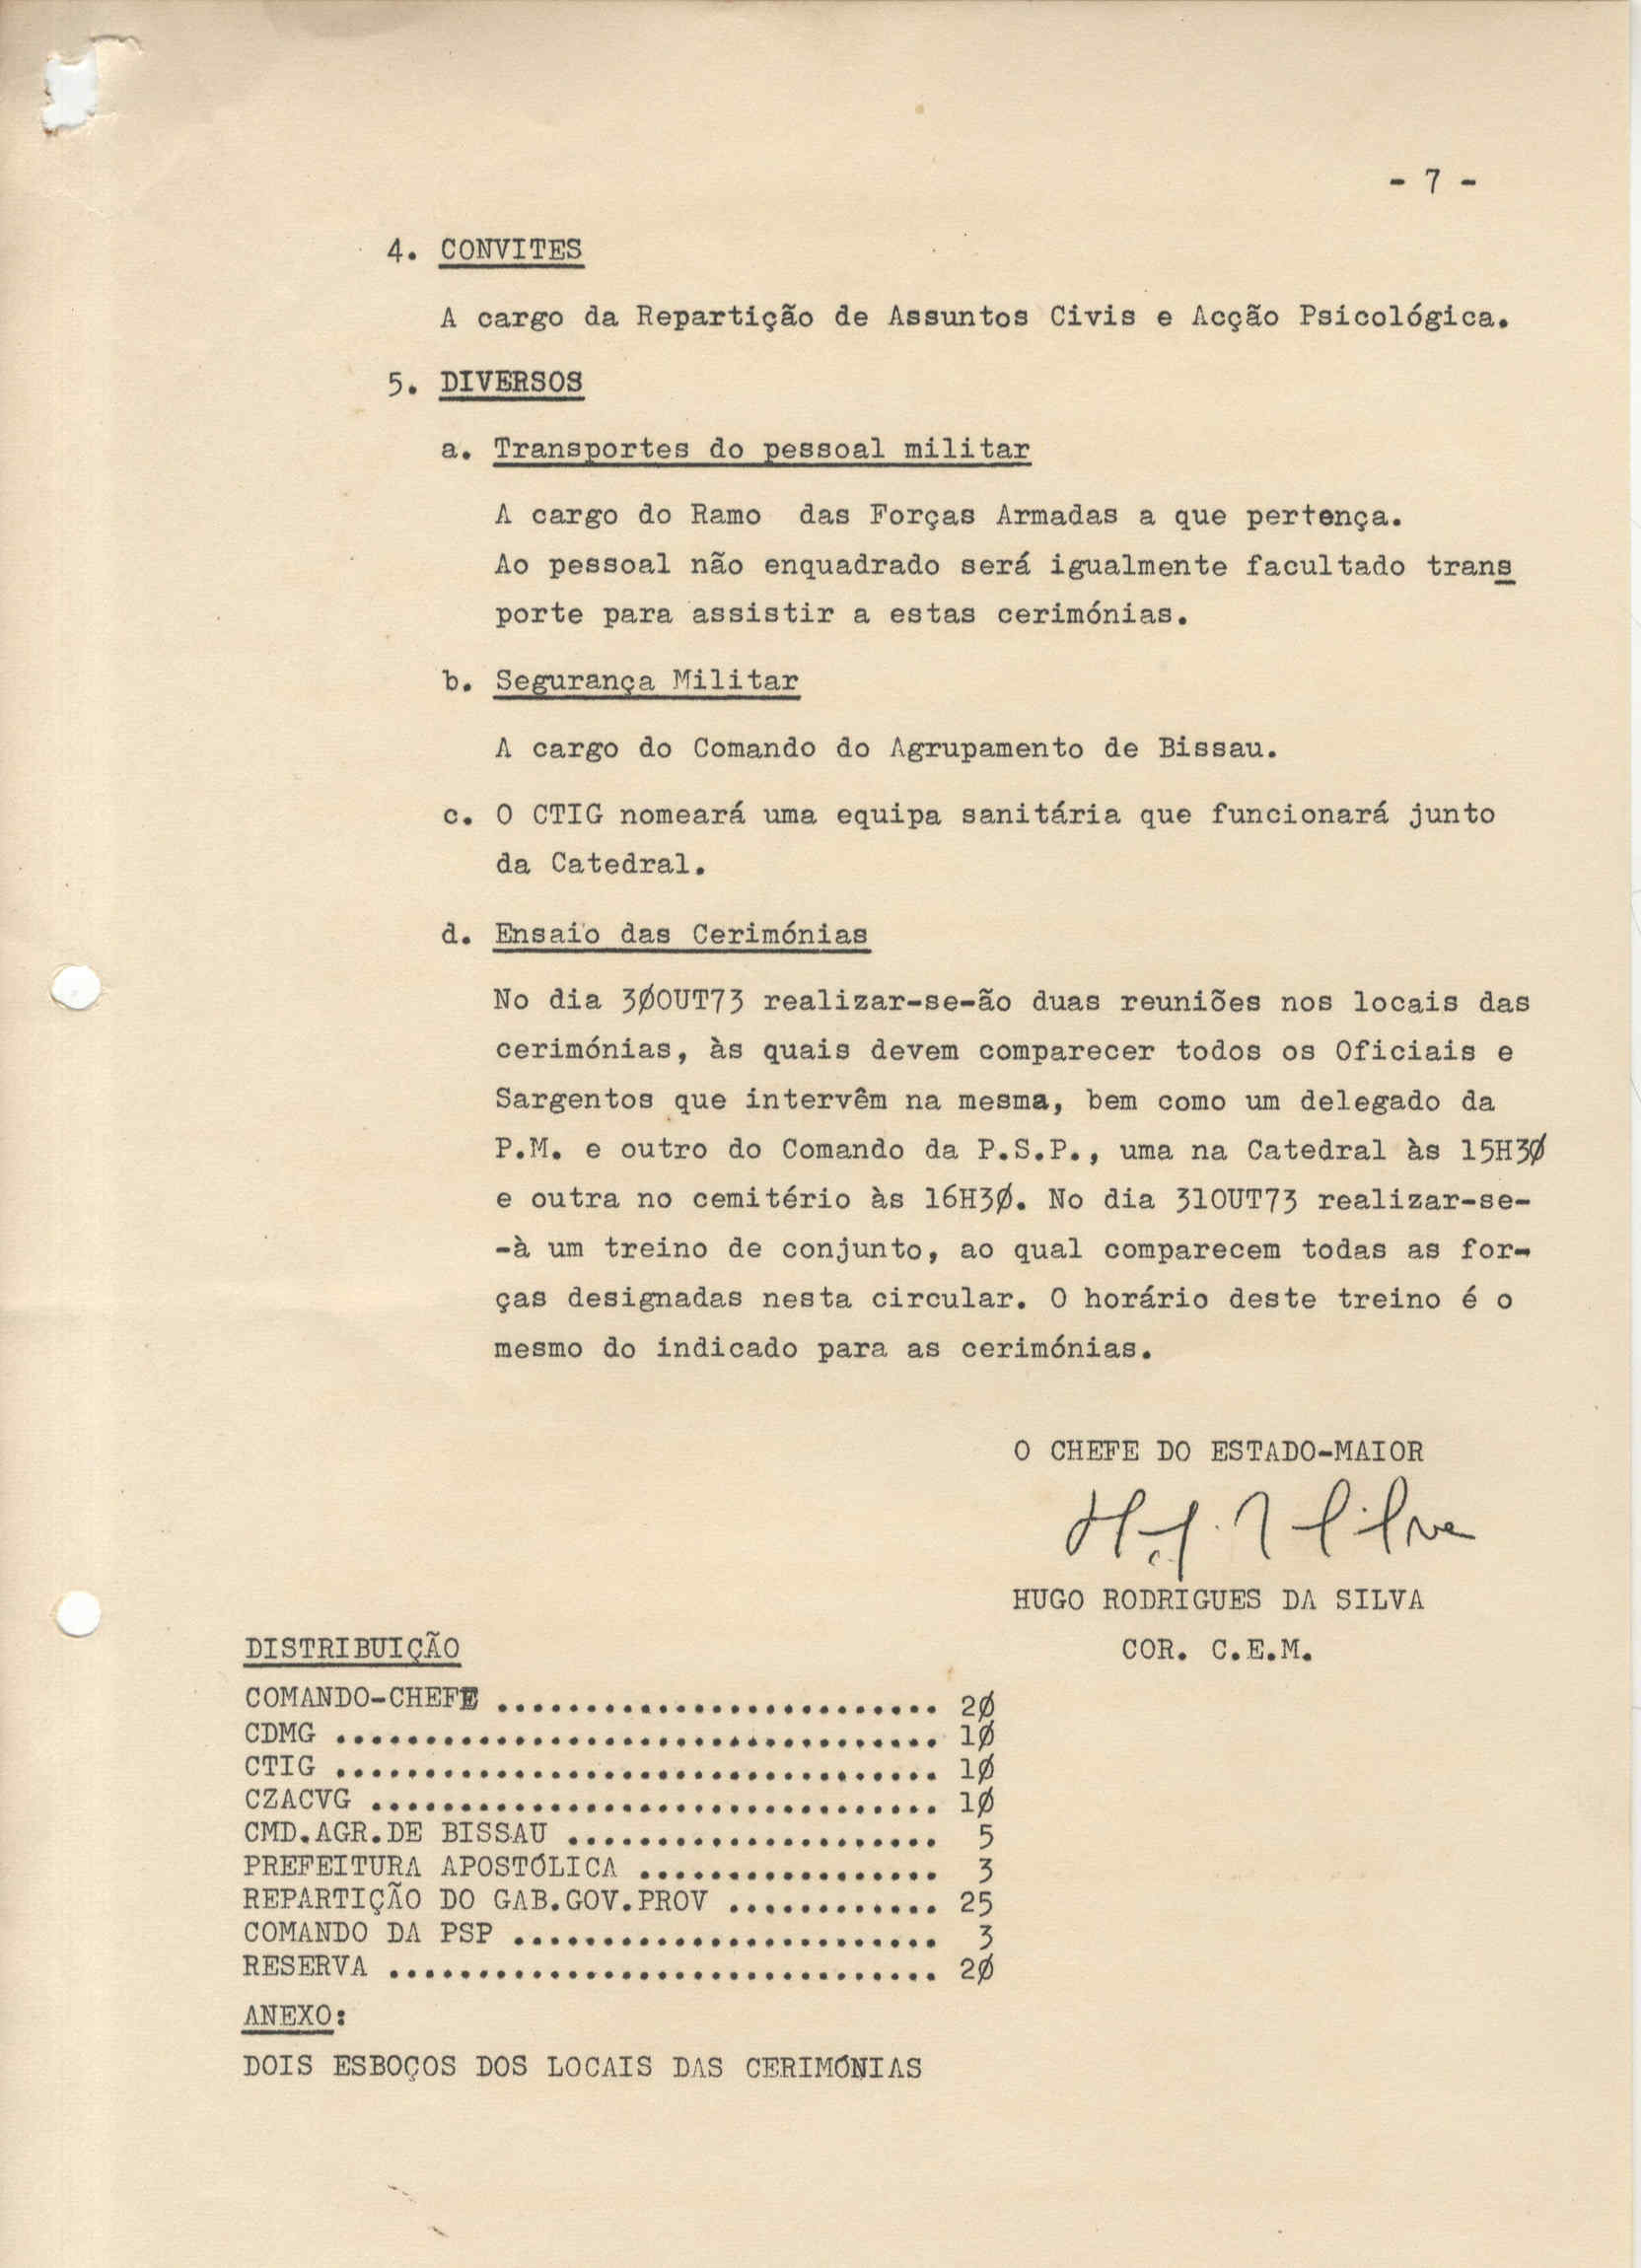 - 7 -
4. CONVITES
A cargo da Repartição de Assuntos Civis e Acção Psicológica.
5. DIVERSOS
a. Transportes do pessoal militar
A cargo do Ramo das Forças Armadas a que pertença.
Ao pessoal não enquadrado será igualmente facultado trans
porte para assistir a estas cerimónias.
b. Segurança Militar
A cargo do Comando do Agrupamento de Bissau.
c. O CTIG nomeará uma equipa sanitária que funcionará junto
da Catedral.
d. Ensaio das Cerimónias
No dia 3ØOUT73 realizar-se-ão duas reuniões nos locais das
cerimónias, às quais devem comparecer todos os Oficiais e
Sargentos que intervêm na mesma, bem como um delegado da
P.M. e outro do Comando da P.S.P., uma na Catedral às 15H3Ø
e outra no cemitério às 16H3Ø. No dia 31OUT73 realizar-se-
-à um treino de conjunto, ao qual comparecem todas as for-
ças designadas nesta circular. O horário deste treino é o
mesmo do indicado para as cerimónias.
O CHEFE DO ESTADO-MAIOR
HUGO RODRIGUES DA SILVA
COR. C.E.M.
DISTRIBUIÇÃO
COMANDO-CHEFE ......................... 2Ø
CDMG .................................. 1Ø
CTIG .................................. 1Ø
CZACVG ................................ 1Ø
CMD.AGR.DE BISSAU ..................... 5
PREFEITURA APOSTÓLICA ................. 3
REPARTIÇÃO DO GAB.GOV.PROV ............ 25
COMANDO DA PSP ........................ 3
RESERVA ............................... 2Ø
ANEXO:
DOIS ESBOÇOS DOS LOCAIS DAS CERIMÓNIAS